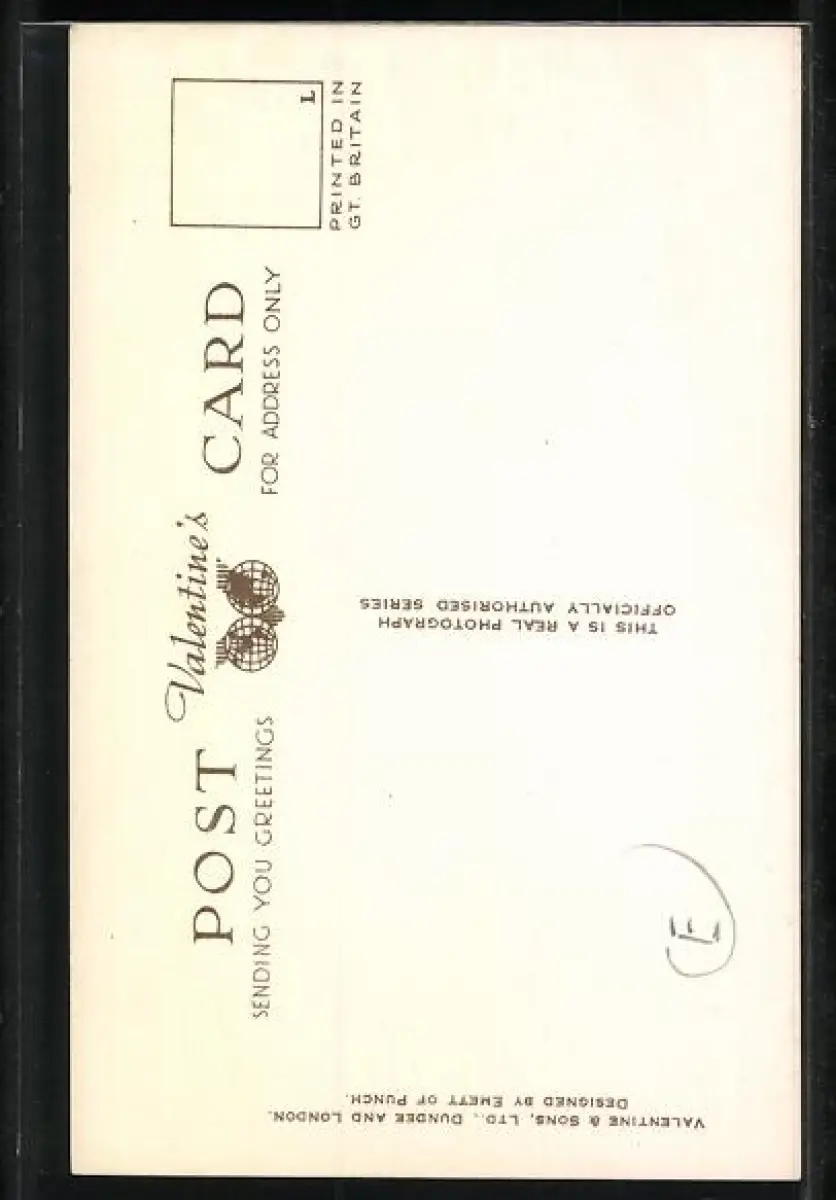 POST Valentine's CARD
SENDING YOU GREETINGS
FOR ADDRESS ONLY
L
PRINTED IN
GT. BRITAIN
THIS IS A REAL PHOTOGRAPH
OFFICIALLY AUTHORISED SERIES
VALENTINE & SONS, LTD., DUNDEE AND LONDON.
DESIGNED BY EMETT OF PUNCH.
E